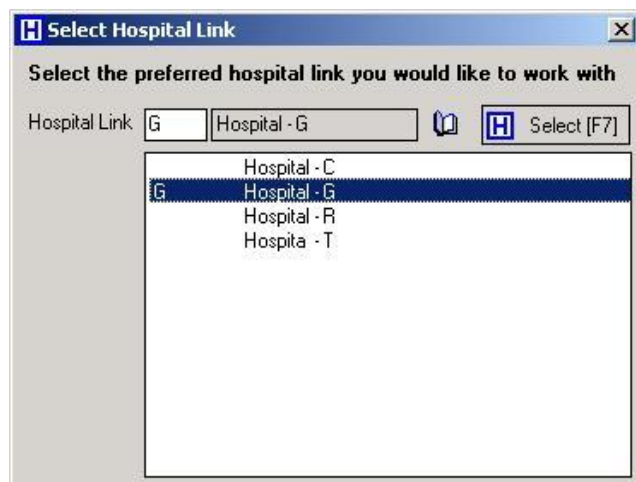 H Select Hospital Link
Select the preferred hospital link you would like to work with
Hospital Link G Hospital - G H Select [F7]
Hospital - C
G Hospital - G
Hospital - R
Hospita - T